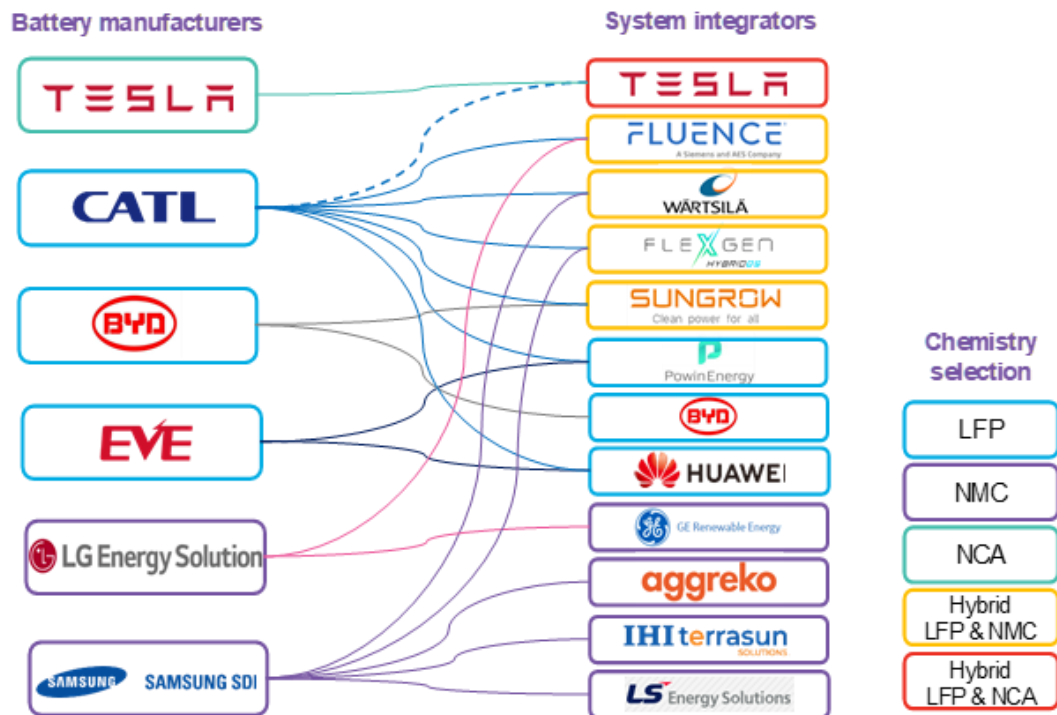 Battery manufacturers
TESLA
CATL
BYD
EVE
LG Energy Solution
SAMSUNG SAMSUNG SDI
System integrators
TESLA
FLUENCE
A Siemens and AES Company
WÄRTSILÄ
FLEXGEN
HYBRIDOS
SUNGROW
Clean power for all
PowinEnergy
BYD
HUAWEI
GE Renewable Energy
aggreko
IHI terrasun
SOLUTIONS
LS Energy Solutions
Chemistry
selection
LFP
NMC
NCA
Hybrid
LFP & NMC
Hybrid
LFP & NCA